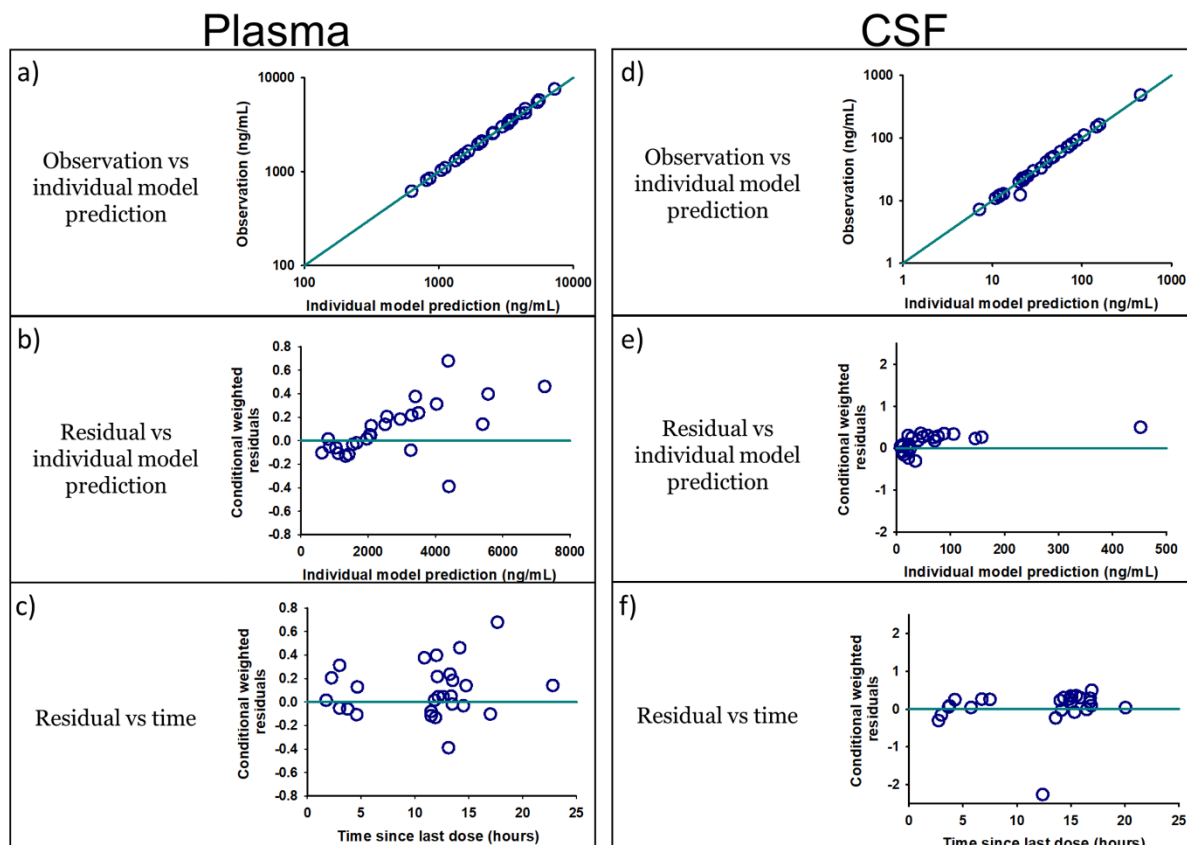 Plasma
CSF
a)
Observation vs
individual model
prediction
Observation (ng/mL)
10000
1000
100
100
1000
10000
Individual model prediction (ng/mL)
d)
Observation vs
individual model
prediction
Observation (ng/mL)
1000
100
10
1
1
10
100
1000
Individual model prediction (ng/mL)
b)
Residual vs
individual model
prediction
Conditional weighted
residuals
0.8
0.6
0.4
0.2
0.0
-0.2
-0.4
-0.6
-0.8
0
2000
4000
6000
8000
Individual model prediction (ng/mL)
e)
Residual vs
individual model
prediction
Conditional weighted
residuals
2
1
0
-1
-2
0
100
200
300
400
500
Individual model prediction (ng/mL)
c)
Residual vs time
Conditional weighted
residuals
0.8
0.6
0.4
0.2
0.0
-0.2
-0.4
-0.6
-0.8
0
5
10
15
20
25
Time since last dose (hours)
f)
Residual vs time
Conditional weighted
residuals
2
1
0
-1
-2
0
5
10
15
20
25
Time since last dose (hours)